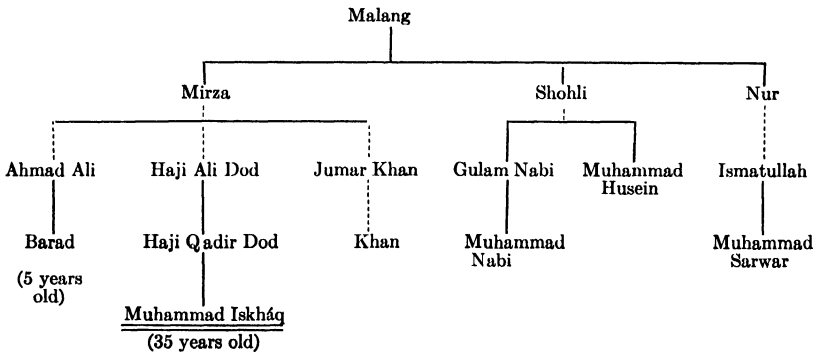 Malang
Mirza
Shohli
Nur
Ahmad Ali
Haji Ali Dod
Jumar Khan
Gulam Nabi
Muhammad
Husein
Ismatullah
Barad
(5 years
old)
Haji Qadir Dod
Khan
Muhammad
Nabi
Muhammad
Sarwar
Muhammad Iskháq
(35 years old)